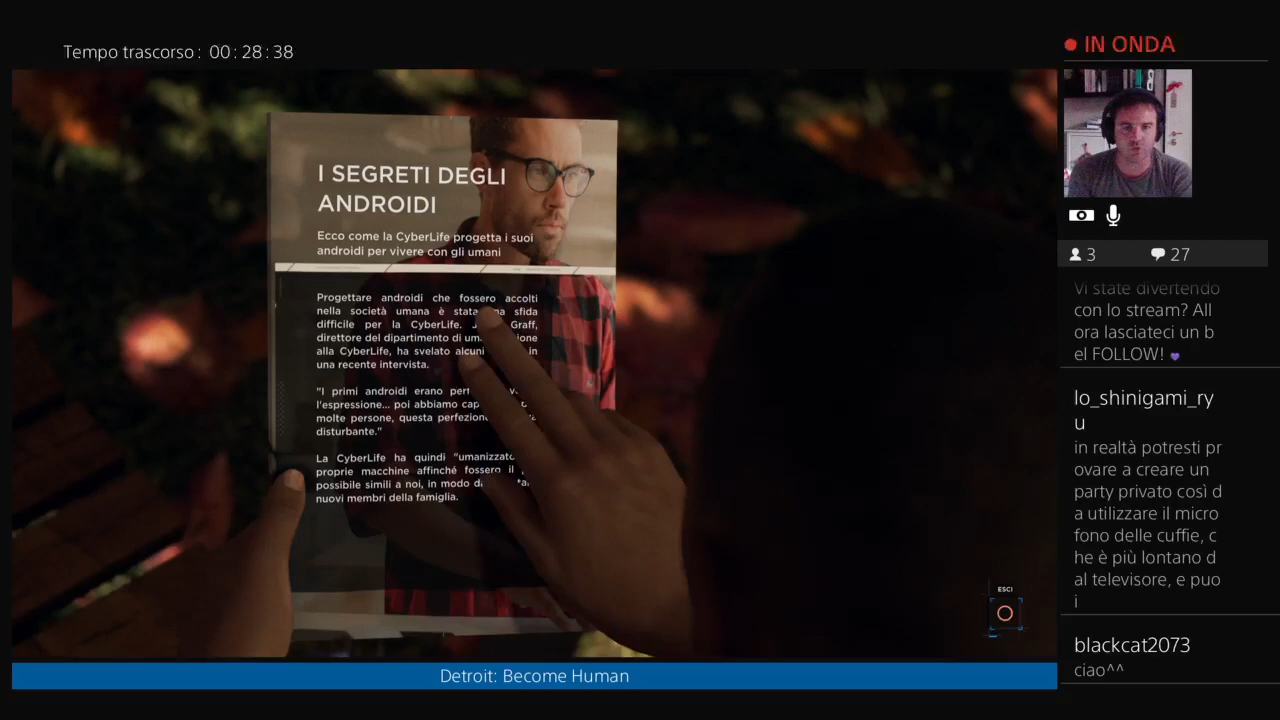 Tempo trascorso: 00:28:38
IN ONDA
I SEGRETI DEGLI
ANDROIDI
Ecco come la CyberLife progetta i suoi
androidi per vivere con gli umani
Progettare androidi che fossero accolti
nella società umana è sfida
difficile per la CyberLife. Graff,
direttore del dipartimento di
alla CyberLife, ha svelato alcuni in
una recente intervista.
"I primi androidi erano
l'espressione... poi abbiamo
molte persone, questa
disturbante."
La CyberLife ha quindi
proprie macchine affinché fossero il
possibile simili a noi, in modo
nuovi membri della famiglia.
ESCI
Detroit: Become Human
3 27
Vi state divertendo
con lo stream? All
ora lasciateci un b
el FOLLOW! 💜
lo_shinigami_ry
u
in realtà potresti pr
ovare a creare un
party privato così d
a utilizzare il micro
fono delle cuffie, c
he è più lontano d
al televisore, e puo
i
blackcat2073
ciao^^